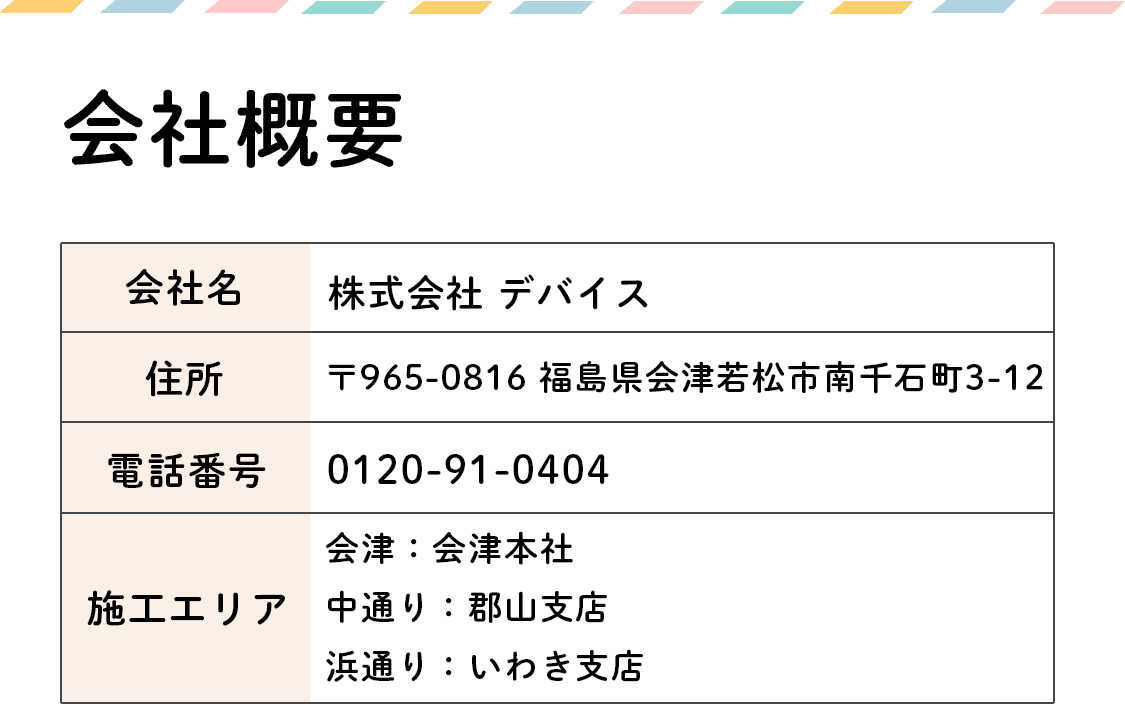 会社概要
会社名
株式会社 デバイス
住所
〒965-0816 福島県会津若松市南千石町3-12
電話番号
0120-91-0404
施工エリア
会津：会津本社
中通り：郡山支店
浜通り：いわき支店